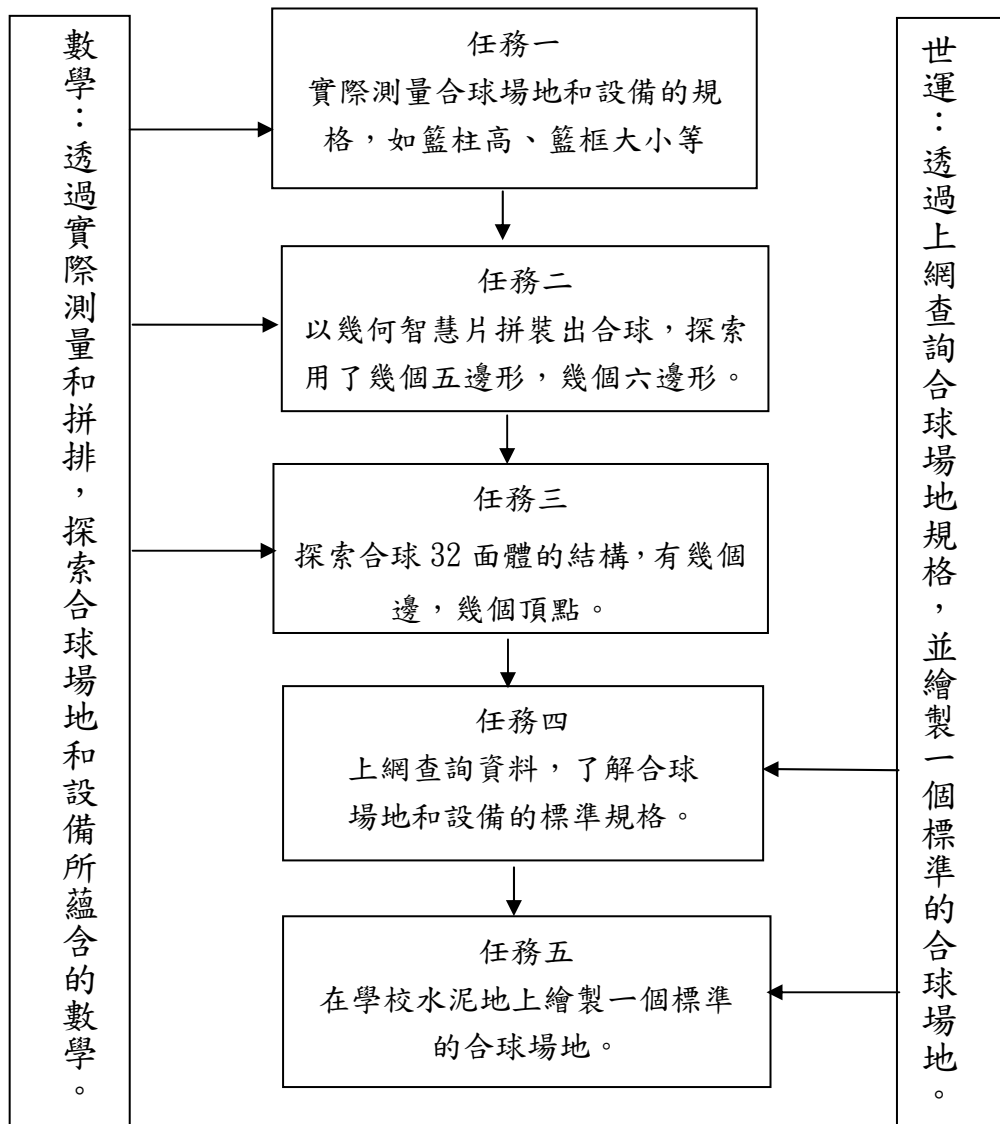 數學：透過實際測量和拼排，探索合球場地和設備所蘊含的數學。
任務一
實際測量合球場地和設備的規
格，如籃柱高、籃框大小等
任務二
以幾何智慧片拼裝出合球，探索
用了幾個五邊形，幾個六邊形。
任務三
探索合球 32 面體的結構，有幾個
邊，幾個頂點。
任務四
上網查詢資料，了解合球
場地和設備的標準規格。
任務五
在學校水泥地上繪製一個標準
的合球場地。
世運：透過上網查詢合球場地規格，並繪製一個標準的合球場地。